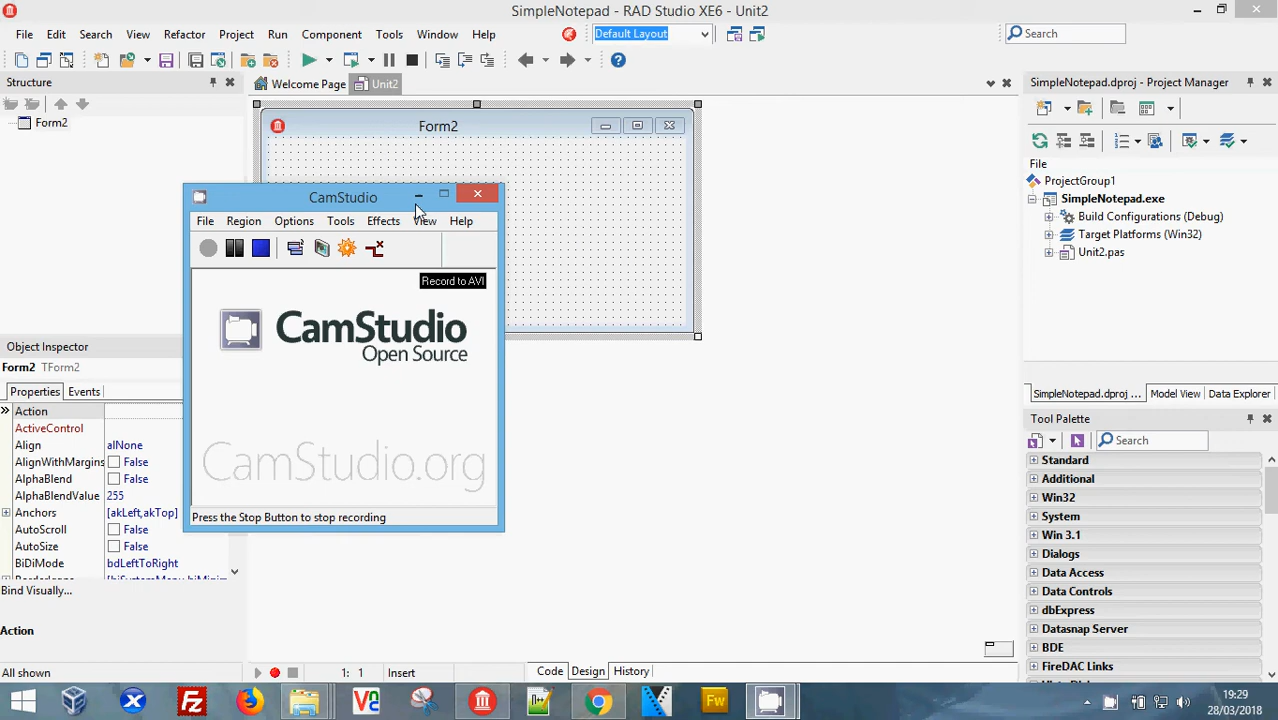 SimpleNotepad - RAD Studio XE6 - Unit2
File Edit Search View Refactor Project Run Component Tools Window Help
Default Layout
Search
Structure
Welcome Page
Unit2
SimpleNotepad.dproj - Project Manager
Form2
Form2
File
ProjectGroup1
SimpleNotepad.exe
Build Configurations (Debug)
Target Platforms (Win32)
Unit2.pas
CamStudio
File Region Options Tools Effects View Help
Record to AVI
CamStudio
Open Source
CamStudio.org
Press the Stop Button to stop recording
Object Inspector
Form2 TForm2
Properties Events
Action
ActiveControl
Align alNone
AlignWithMargins False
AlphaBlend False
AlphaBlendValue 255
Anchors [akLeft,akTop]
AutoScroll False
AutoSize False
BiDiMode bdLeftToRight
Bind Visually...
Action
All shown
1: 1
Insert
Code Design History
SimpleNotepad.dproj ... Model View Data Explorer
Tool Palette
Search
Standard
Additional
Win32
System
Win 3.1
Dialogs
Data Access
Data Controls
dbExpress
Datasnap Server
BDE
FireDAC Links
Fw
19:29
28/03/2018